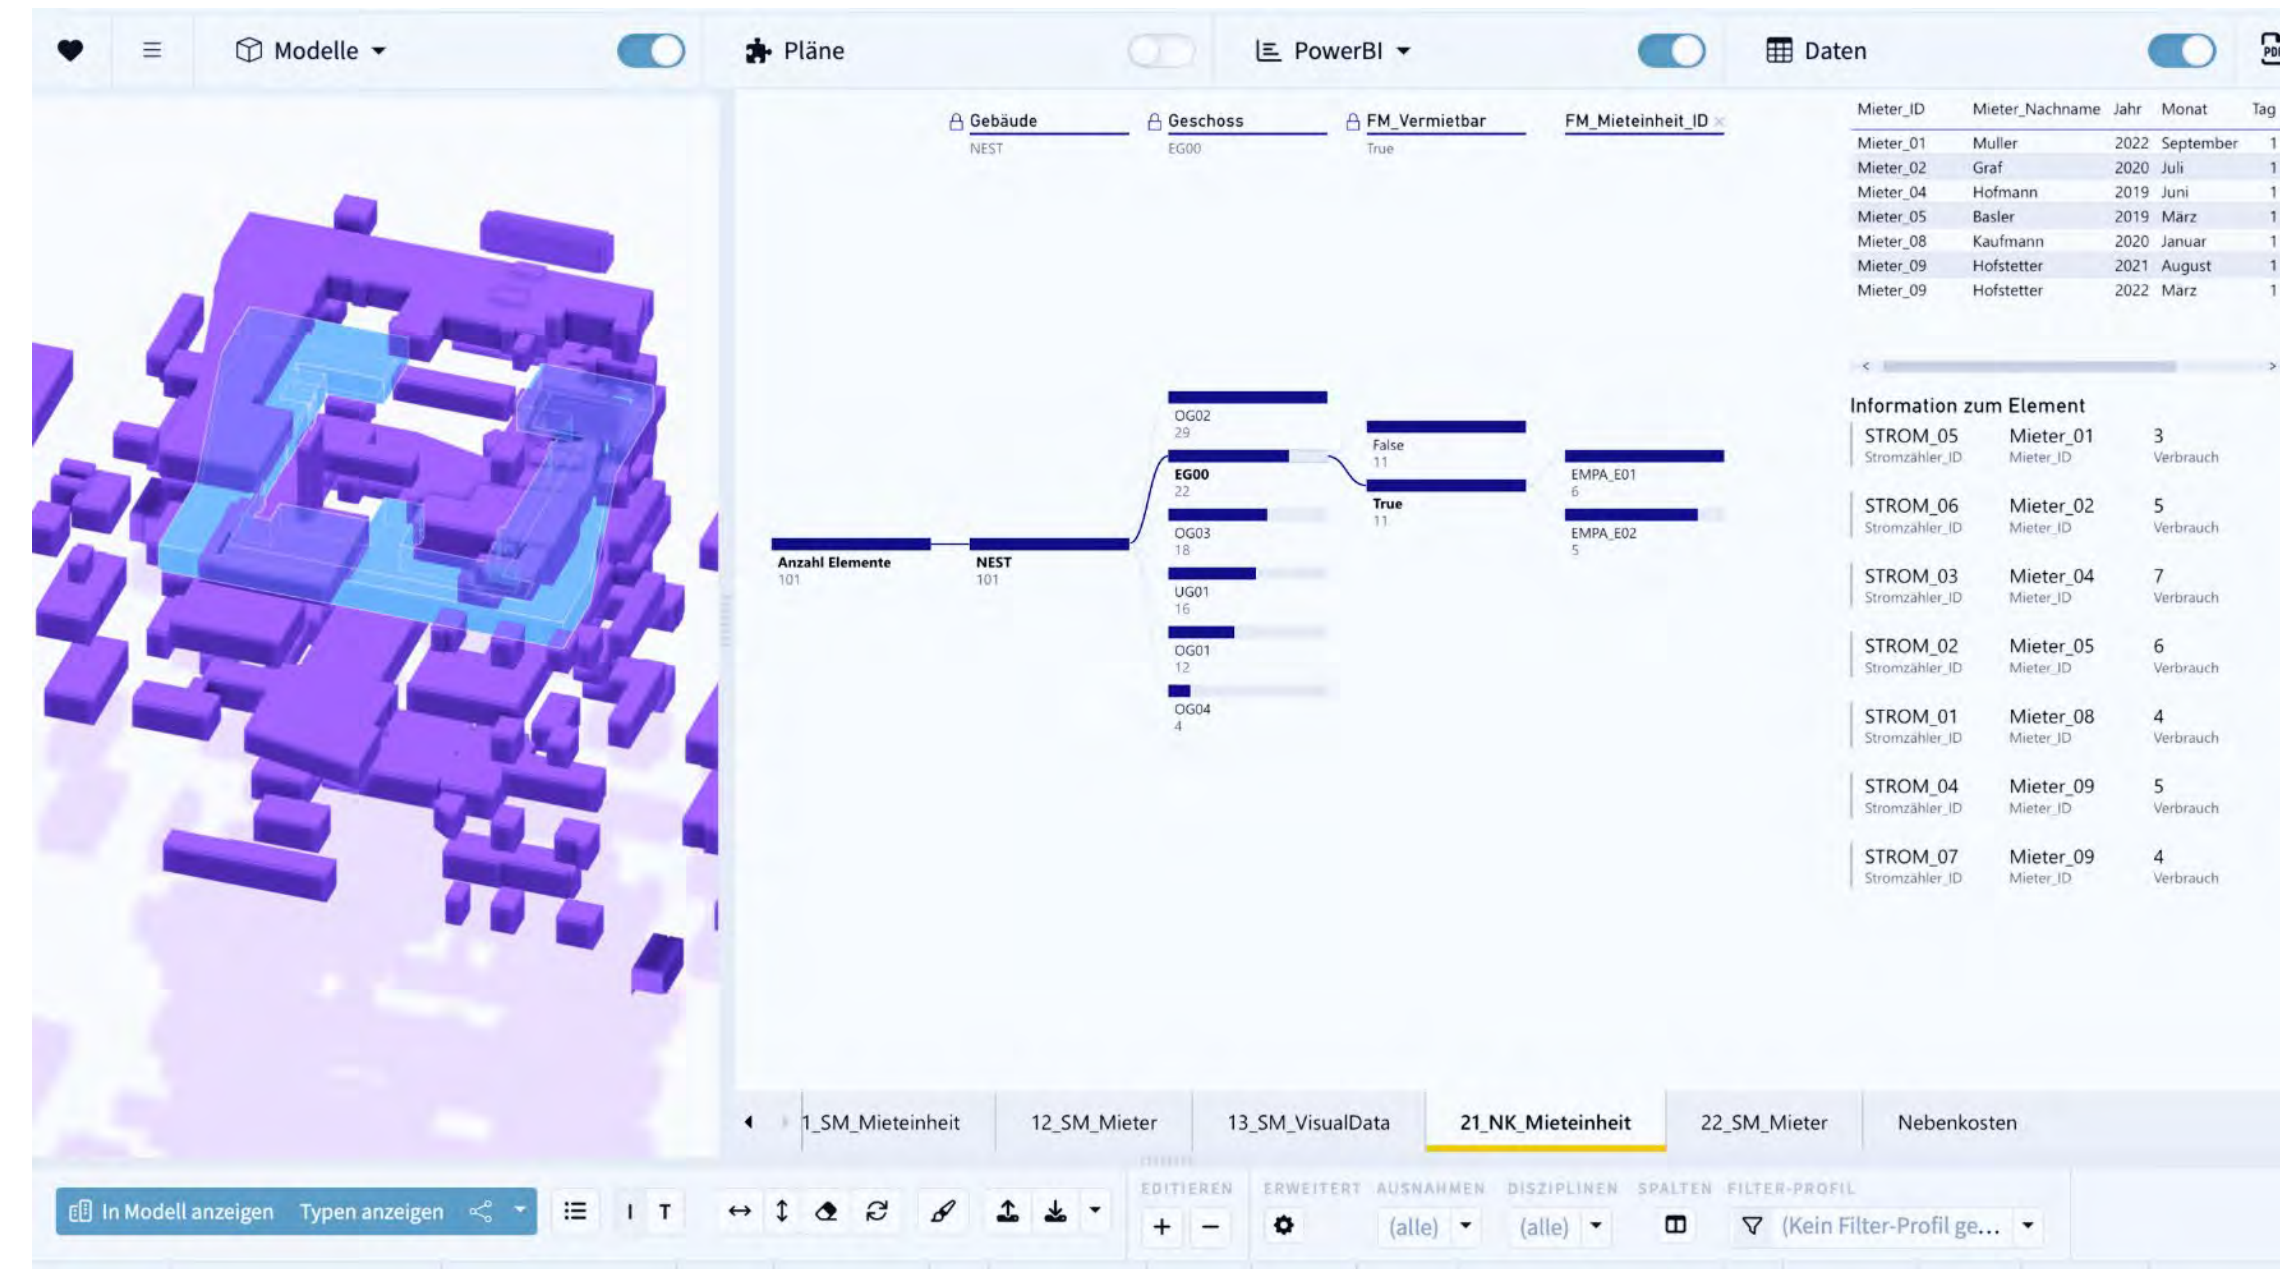 Modelle
Pläne
PowerBI
Daten
PDF
Gebäude
NEST
Geschoss
EG00
FM_Vermietbar
True
FM_Mieteinheit_ID
Anzahl Elemente
101
NEST
101
OG02
29
EG00
22
OG03
18
UG01
16
OG01
12
OG04
4
False
11
True
11
EMPA_E01
6
EMPA_E02
5
Mieter_ID Mieter_Nachname Jahr Monat Tag
Mieter_01 Muller 2022 September 1
Mieter_02 Graf 2020 Juli 1
Mieter_04 Hofmann 2019 Juni 1
Mieter_05 Basler 2019 März 1
Mieter_08 Kaufmann 2020 Januar 1
Mieter_09 Hofstetter 2021 August 1
Mieter_09 Hofstetter 2022 März 1
Information zum Element
STROM_05 Mieter_01 3
Stromzähler_ID Mieter_ID Verbrauch
STROM_06 Mieter_02 5
Stromzähler_ID Mieter_ID Verbrauch
STROM_03 Mieter_04 7
Stromzähler_ID Mieter_ID Verbrauch
STROM_02 Mieter_05 6
Stromzähler_ID Mieter_ID Verbrauch
STROM_01 Mieter_08 4
Stromzähler_ID Mieter_ID Verbrauch
STROM_04 Mieter_09 5
Stromzähler_ID Mieter_ID Verbrauch
STROM_07 Mieter_09 4
Stromzähler_ID Mieter_ID Verbrauch
1_SM_Mieteinheit 12_SM_Mieter 13_SM_VisualData 21_NK_Mieteinheit 22_SM_Mieter Nebenkosten
EDITIEREN ERWEITERT AUSNAHMEN DISZIPLINEN SPALTEN FILTER-PROFIL
In Modell anzeigen Typen anzeigen I T + − (alle) (alle) (Kein Filter-Profil ge...